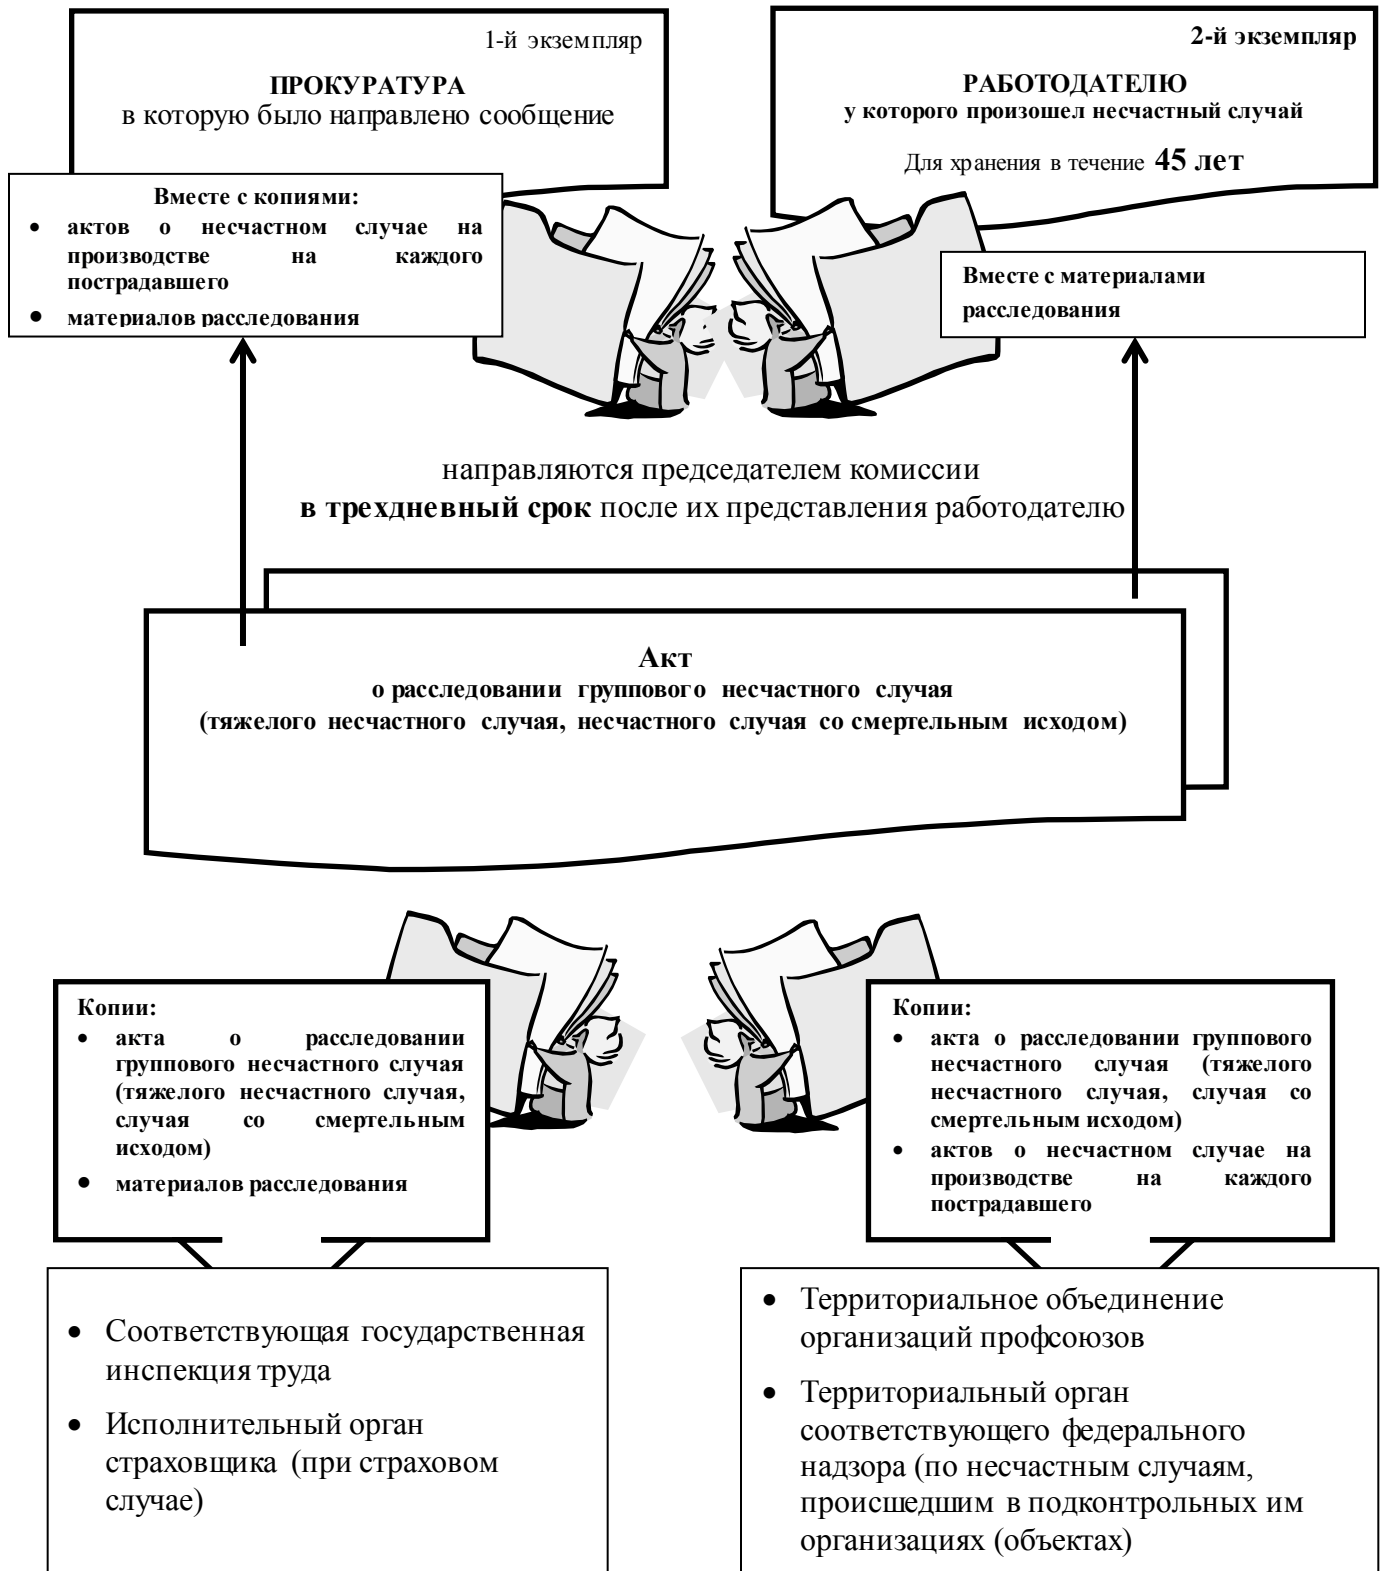 1-й экземпляр
ПРОКУРАТУРА
в которую было направлено сообщение
Вместе с копиями:
• актов о несчастном случае на
производстве на каждого
пострадавшего
• материалов расследования
2-й экземпляр
РАБОТОДАТЕЛЮ
у которого произошел несчастный случай
Для хранения в течение 45 лет
Вместе с материалами
расследования
направляются председателем комиссии
в трехдневный срок после их представления работодателю
Акт
о расследовании группового несчастного случая
(тяжелого несчастного случая, несчастного случая со смертельным исходом)
Копии:
• акта о расследовании
группового несчастного случая
(тяжелого несчастного случая,
случая со смертельным
исходом)
• материалов расследования
• Соответствующая государственная
инспекция труда
• Исполнительный орган
страховщика (при страховом
случае)
Копии:
• акта о расследовании группового
несчастного случая (тяжелого
несчастного случая, случая со
смертельным исходом)
• актов о несчастном случае на
производстве на каждого
пострадавшего
• Территориальное объединение
организаций профсоюзов
• Территориальный орган
соответствующего федерального
надзора (по несчастным случаям,
происшедшим в подконтрольных им
организациях (объектах)